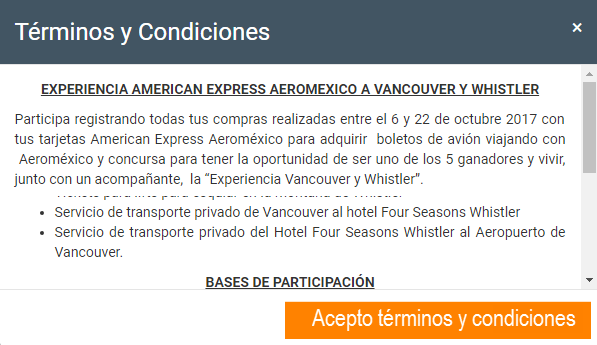 Términos y Condiciones
×
EXPERIENCIA AMERICAN EXPRESS AEROMEXICO A VANCOUVER Y WHISTLER
Participa registrando todas tus compras realizadas entre el 6 y 22 de octubre 2017 con
tus tarjetas American Express Aeroméxico para adquirir boletos de avión viajando con
Aeroméxico y concursa para tener la oportunidad de ser uno de los 5 ganadores y vivir,
junto con un acompañante, la “Experiencia Vancouver y Whistler”.
• Servicio de transporte privado de Vancouver al hotel Four Seasons Whistler
• Servicio de transporte privado del Hotel Four Seasons Whistler al Aeropuerto de
Vancouver.
BASES DE PARTICIPACIÓN
Acepto términos y condiciones